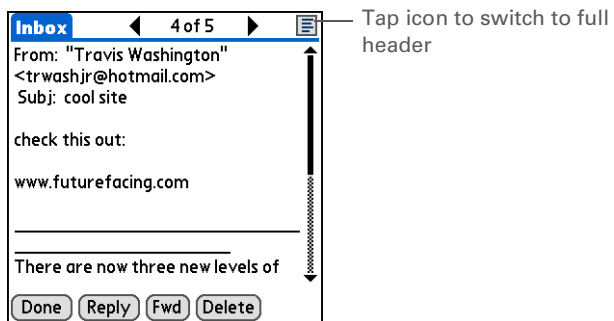 Inbox 4 of 5
Tap icon to switch to full
header
From: "Travis Washington"
<trwashjr@hotmail.com>
Subj: cool site
check this out:
www.futurefacing.com
There are now three new levels of
Done Reply Fwd Delete